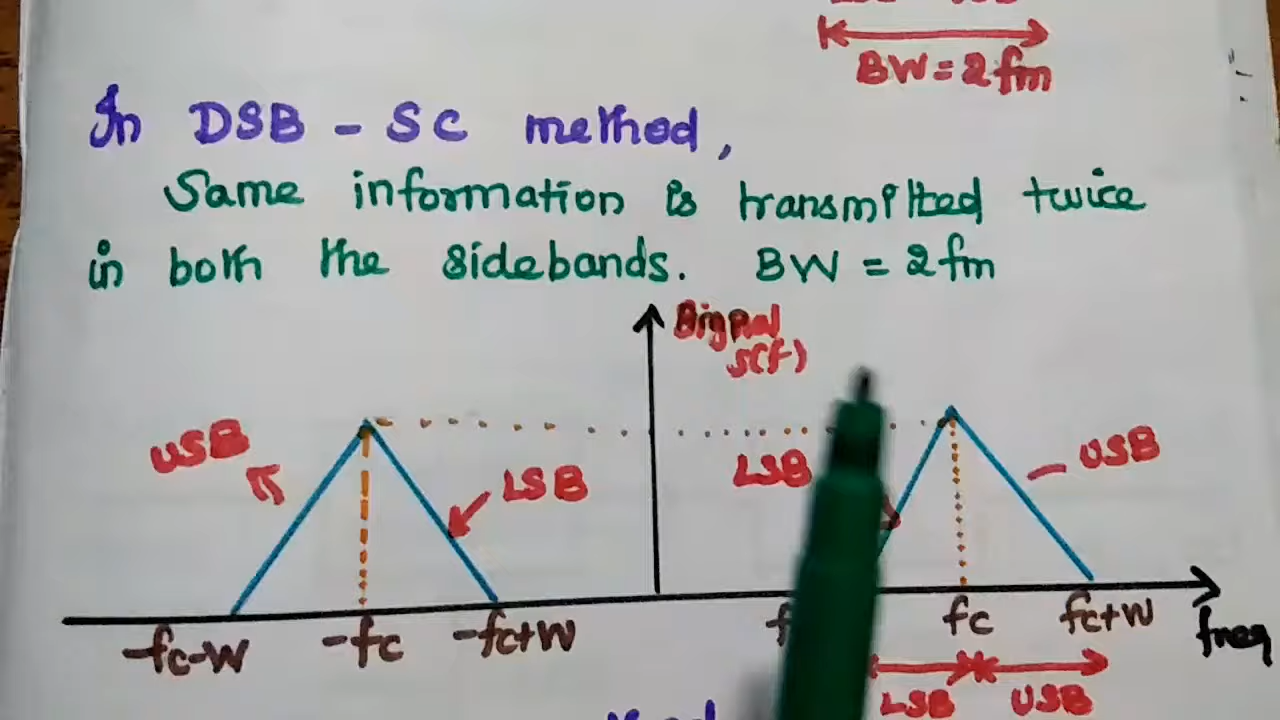 BW = 2fm
In DSB - SC method,
Same information is transmitted twice
in both the sidebands. BW = 2fm
Signal
S(f)
USB
LSB
LSB
USB
-fc-W
-fc
-fc+W
fc
fc+W
freq
LSB
USB